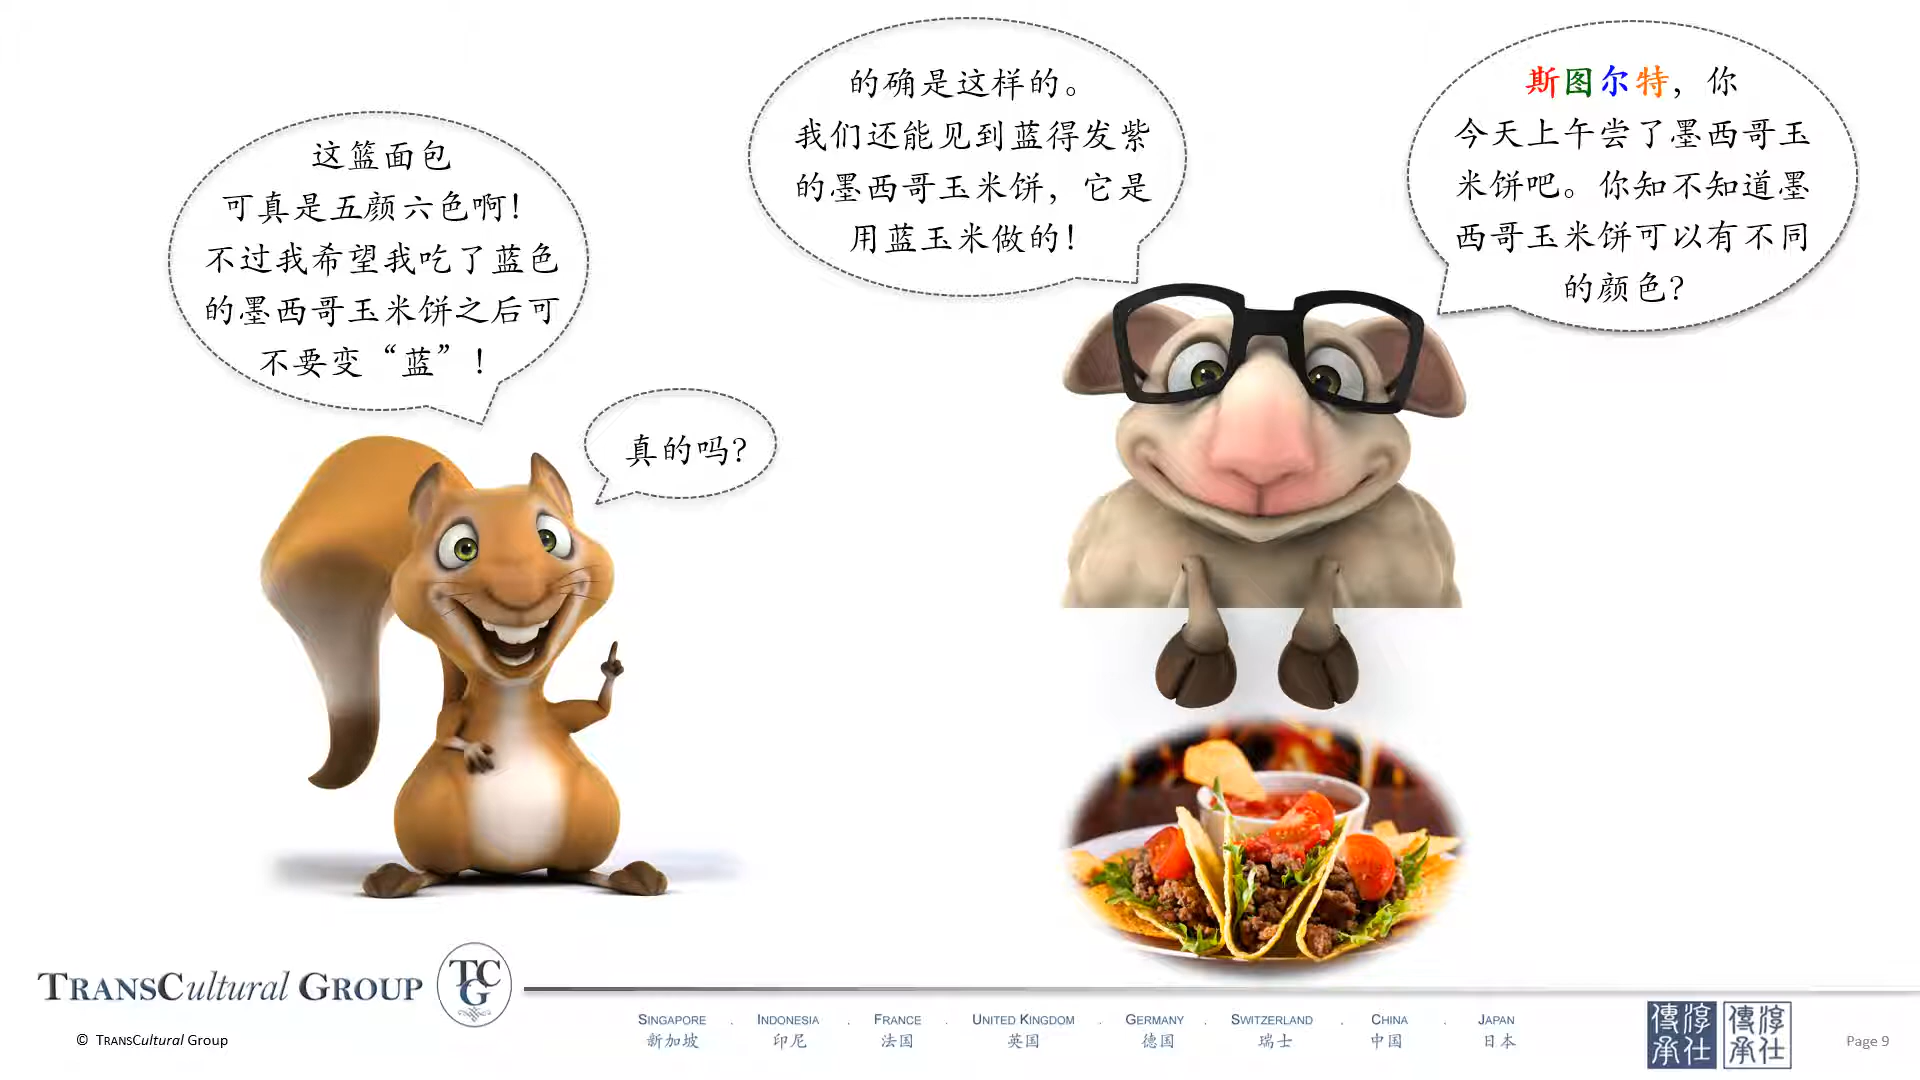 这篮面包
可真是五颜六色啊！
不过我希望我吃了蓝色
的墨西哥玉米饼之后可
不要变“蓝”！
真的吗？
的确是这样的。
我们还能见到蓝得发紫
的墨西哥玉米饼，它是
用蓝玉米做的！
斯图尔特，你
今天上午尝了墨西哥玉
米饼吧。你知不知道墨
西哥玉米饼可以有不同
的颜色？
TRANSCultural GROUP
TCG
© TRANSCultural Group
SINGAPORE . INDONESIA . FRANCE . UNITED KINGDOM . GERMANY . SWITZERLAND . CHINA . JAPAN
新加坡 印尼 法国 英国 德国 瑞士 中国 日本
傳淳
承仕
傳淳
承仕
Page 9